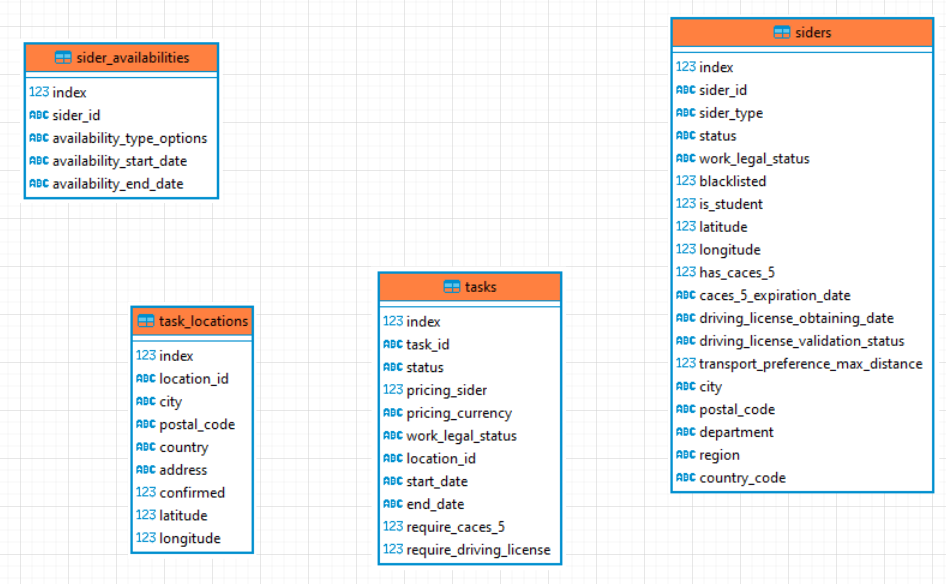 sider_availabilities
123 index
ABC sider_id
ABC availability_type_options
ABC availability_start_date
ABC availability_end_date
task_locations
123 index
ABC location_id
ABC city
ABC postal_code
ABC country
ABC address
123 confirmed
123 latitude
123 longitude
tasks
123 index
ABC task_id
ABC status
123 pricing_sider
ABC pricing_currency
ABC work_legal_status
ABC location_id
ABC start_date
ABC end_date
123 require_caces_5
123 require_driving_license
siders
123 index
ABC sider_id
ABC sider_type
ABC status
ABC work_legal_status
123 blacklisted
123 is_student
123 latitude
123 longitude
123 has_caces_5
ABC caces_5_expiration_date
ABC driving_license_obtaining_date
ABC driving_license_validation_status
123 transport_preference_max_distance
ABC city
ABC postal_code
ABC department
ABC region
ABC country_code